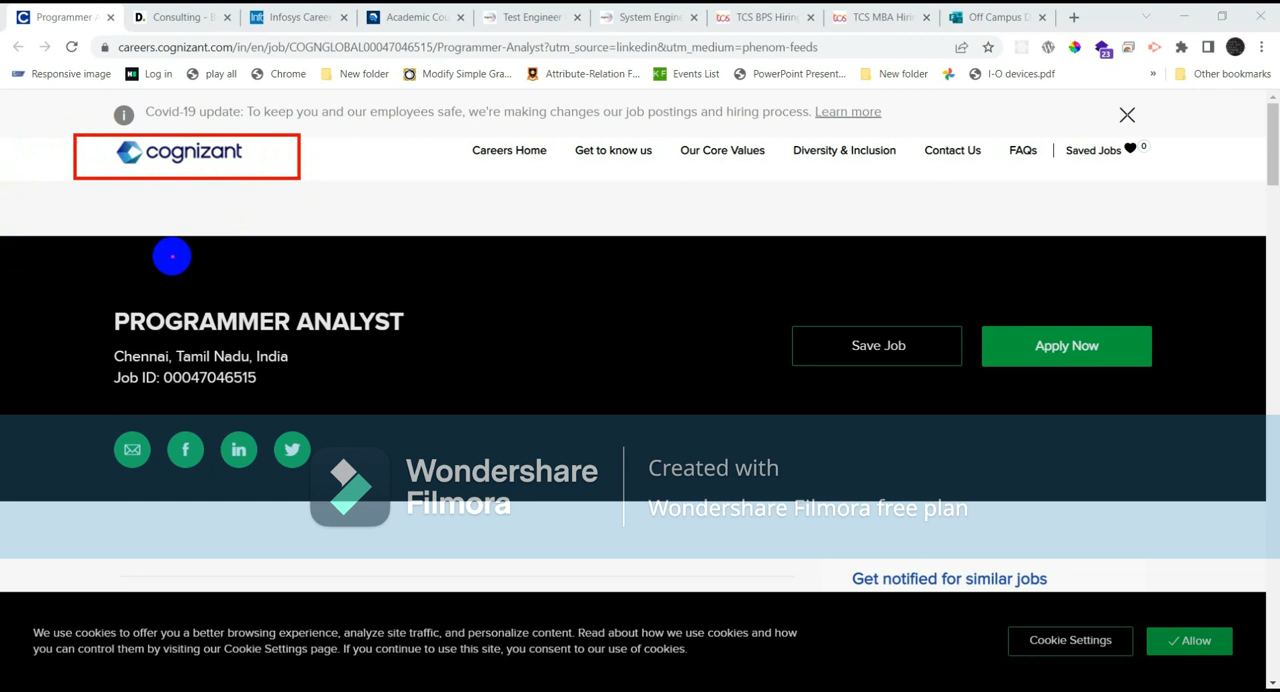 Programmer A
Consulting - B
Infosys Caree
Academic Cou
Test Engineer
System Engine
TCS BPS Hiring
TCS MBA Hiri
Off Campus D
careers.cognizant.com/in/en/job/COGNGLOBAL00047046515/Programmer-Analyst?utm_source=linkedin&utm_medium=phenom-feeds
23
Responsive image
Log in
play all
Chrome
New folder
Modify Simple Gra...
Attribute-Relation F...
KF Events List
PowerPoint Present...
New folder
I-O devices.pdf
»
Other bookmarks
Covid-19 update: To keep you and our employees safe, we're making changes our job postings and hiring process. Learn more
cognizant
Careers Home
Get to know us
Our Core Values
Diversity & Inclusion
Contact Us
FAQs
Saved Jobs 0
PROGRAMMER ANALYST
Chennai, Tamil Nadu, India
Job ID: 00047046515
Save Job
Apply Now
Wondershare
Filmora
Created with
Wondershare Filmora free plan
Get notified for similar jobs
We use cookies to offer you a better browsing experience, analyze site traffic, and personalize content. Read about how we use cookies and how
you can control them by visiting our Cookie Settings page. If you continue to use this site, you consent to our use of cookies.
Cookie Settings
Allow